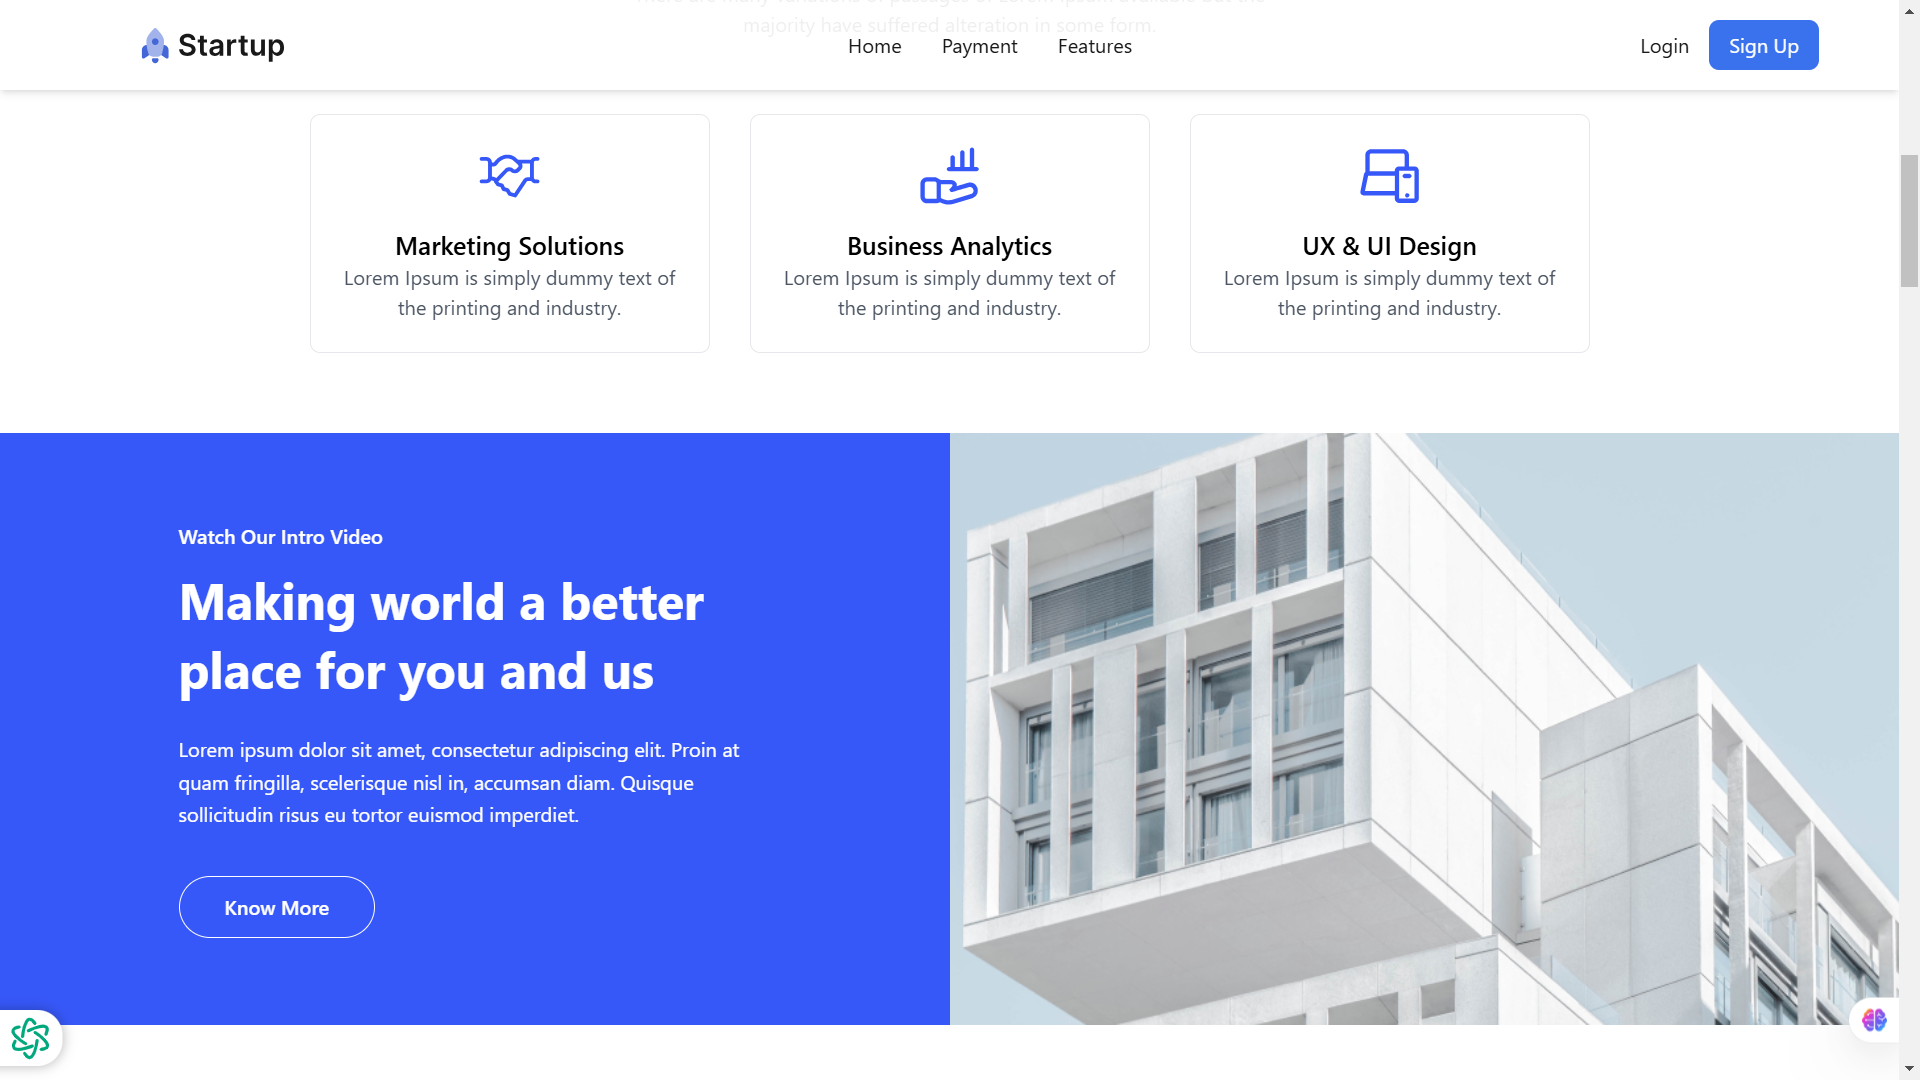 majority have suffered alteration in some form.
Startup
Home
Payment
Features
Login
Sign Up
Marketing Solutions
Lorem Ipsum is simply dummy text of
the printing and industry.
Business Analytics
Lorem Ipsum is simply dummy text of
the printing and industry.
UX & UI Design
Lorem Ipsum is simply dummy text of
the printing and industry.
Watch Our Intro Video
Making world a better
place for you and us
Lorem ipsum dolor sit amet, consectetur adipiscing elit. Proin at
quam fringilla, scelerisque nisl in, accumsan diam. Quisque
sollicitudin risus eu tortor euismod imperdiet.
Know More